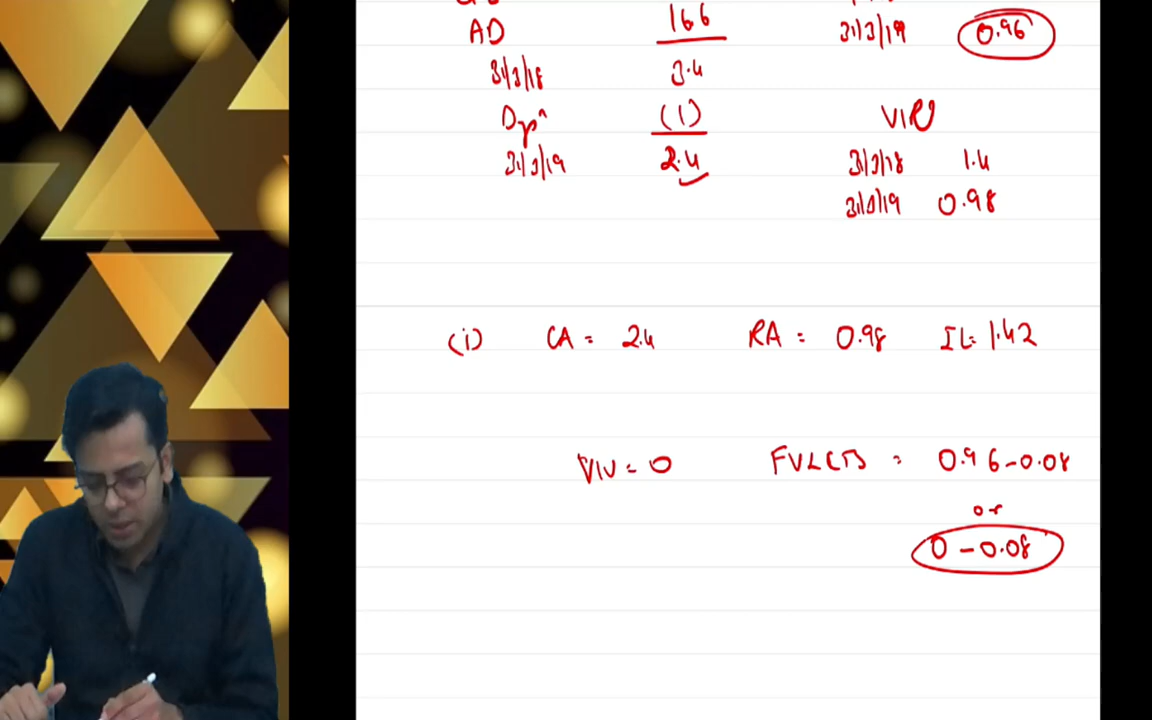 AD 166 31/3/19 0.96
31/3/18 3.4
Dep^n (1) VIU
31/3/19 2.4 31/3/18 1.4
31/3/19 0.98
(i) CA = 2.4 RA = 0.98 IL= 1.42
VIU = 0 FVLCTS = 0.96-0.08
or
0 - 0.08